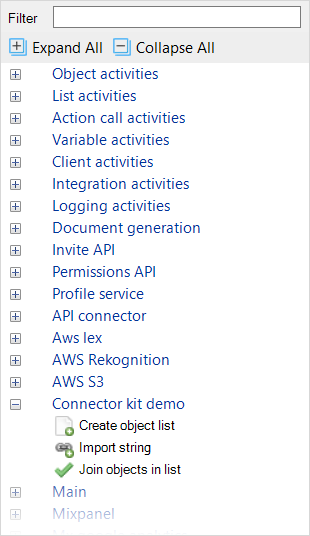 Filter
Expand All Collapse All
Object activities
List activities
Action call activities
Variable activities
Client activities
Integration activities
Logging activities
Document generation
Invite API
Permissions API
Profile service
API connector
Aws lex
AWS Rekognition
AWS S3
Connector kit demo
Create object list
Import string
Join objects in list
Main
Mixpanel